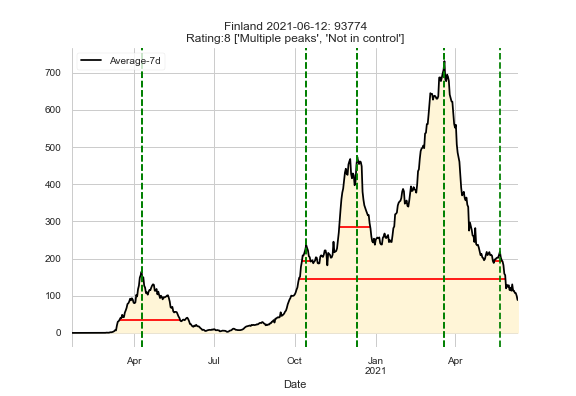 Finland 2021-06-12: 93774
Rating:8 ['Multiple peaks', 'Not in control']
Average-7d
700
600
500
400
300
200
100
0
Apr
Jul
Oct
Jan
2021
Apr
Date